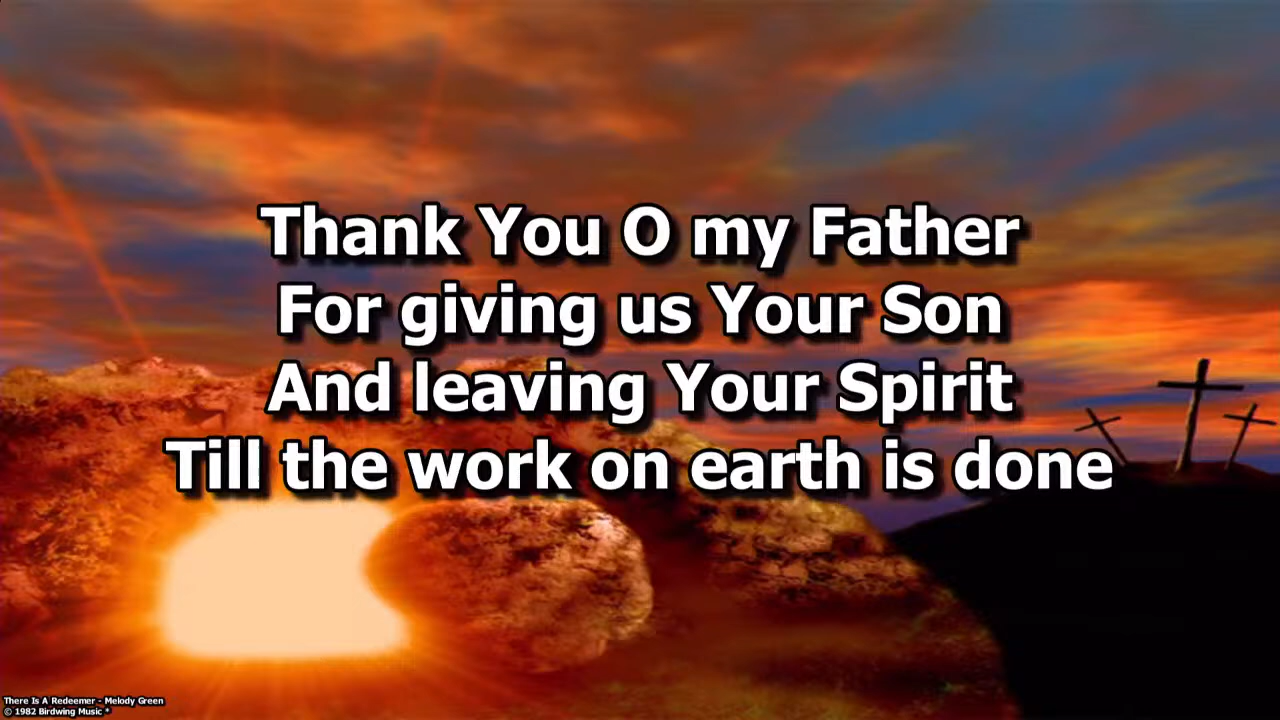 Thank You O my Father
For giving us Your Son
And leaving Your Spirit
Till the work on earth is done
There Is A Redeemer - Melody Green
© 1982 Birdwing Music *